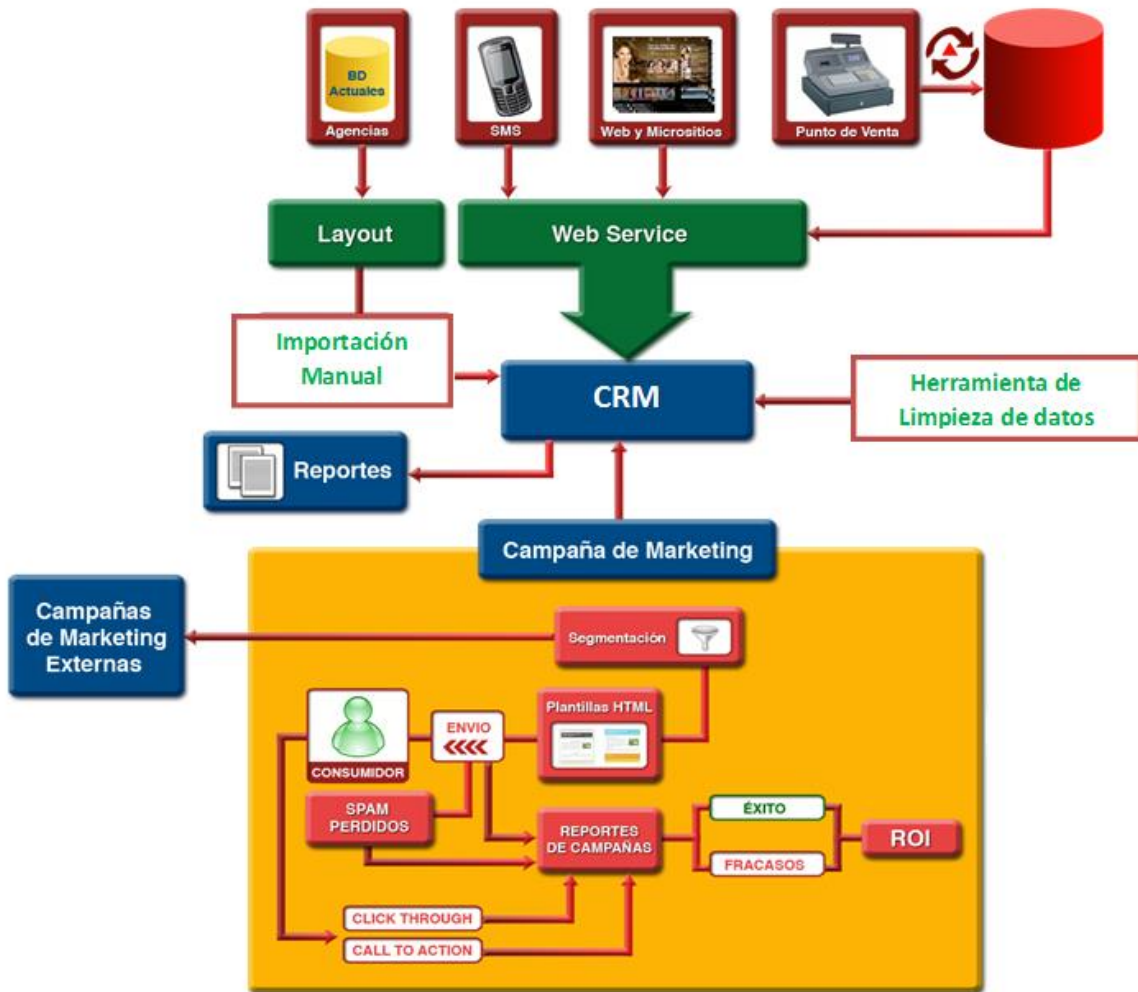 BD
Actuales
Agencias
SMS
Web y Micrositios
Punto de Venta
Layout
Web Service
Importación
Manual
CRM
Herramienta de
Limpieza de datos
Reportes
Campaña de Marketing
Campañas
de Marketing
Externas
Segmentación
Plantillas HTML
ENVIO
CONSUMIDOR
SPAM
PERDIDOS
REPORTES
DE CAMPAÑAS
ÉXITO
FRACASOS
ROI
CLICK THROUGH
CALL TO ACTION